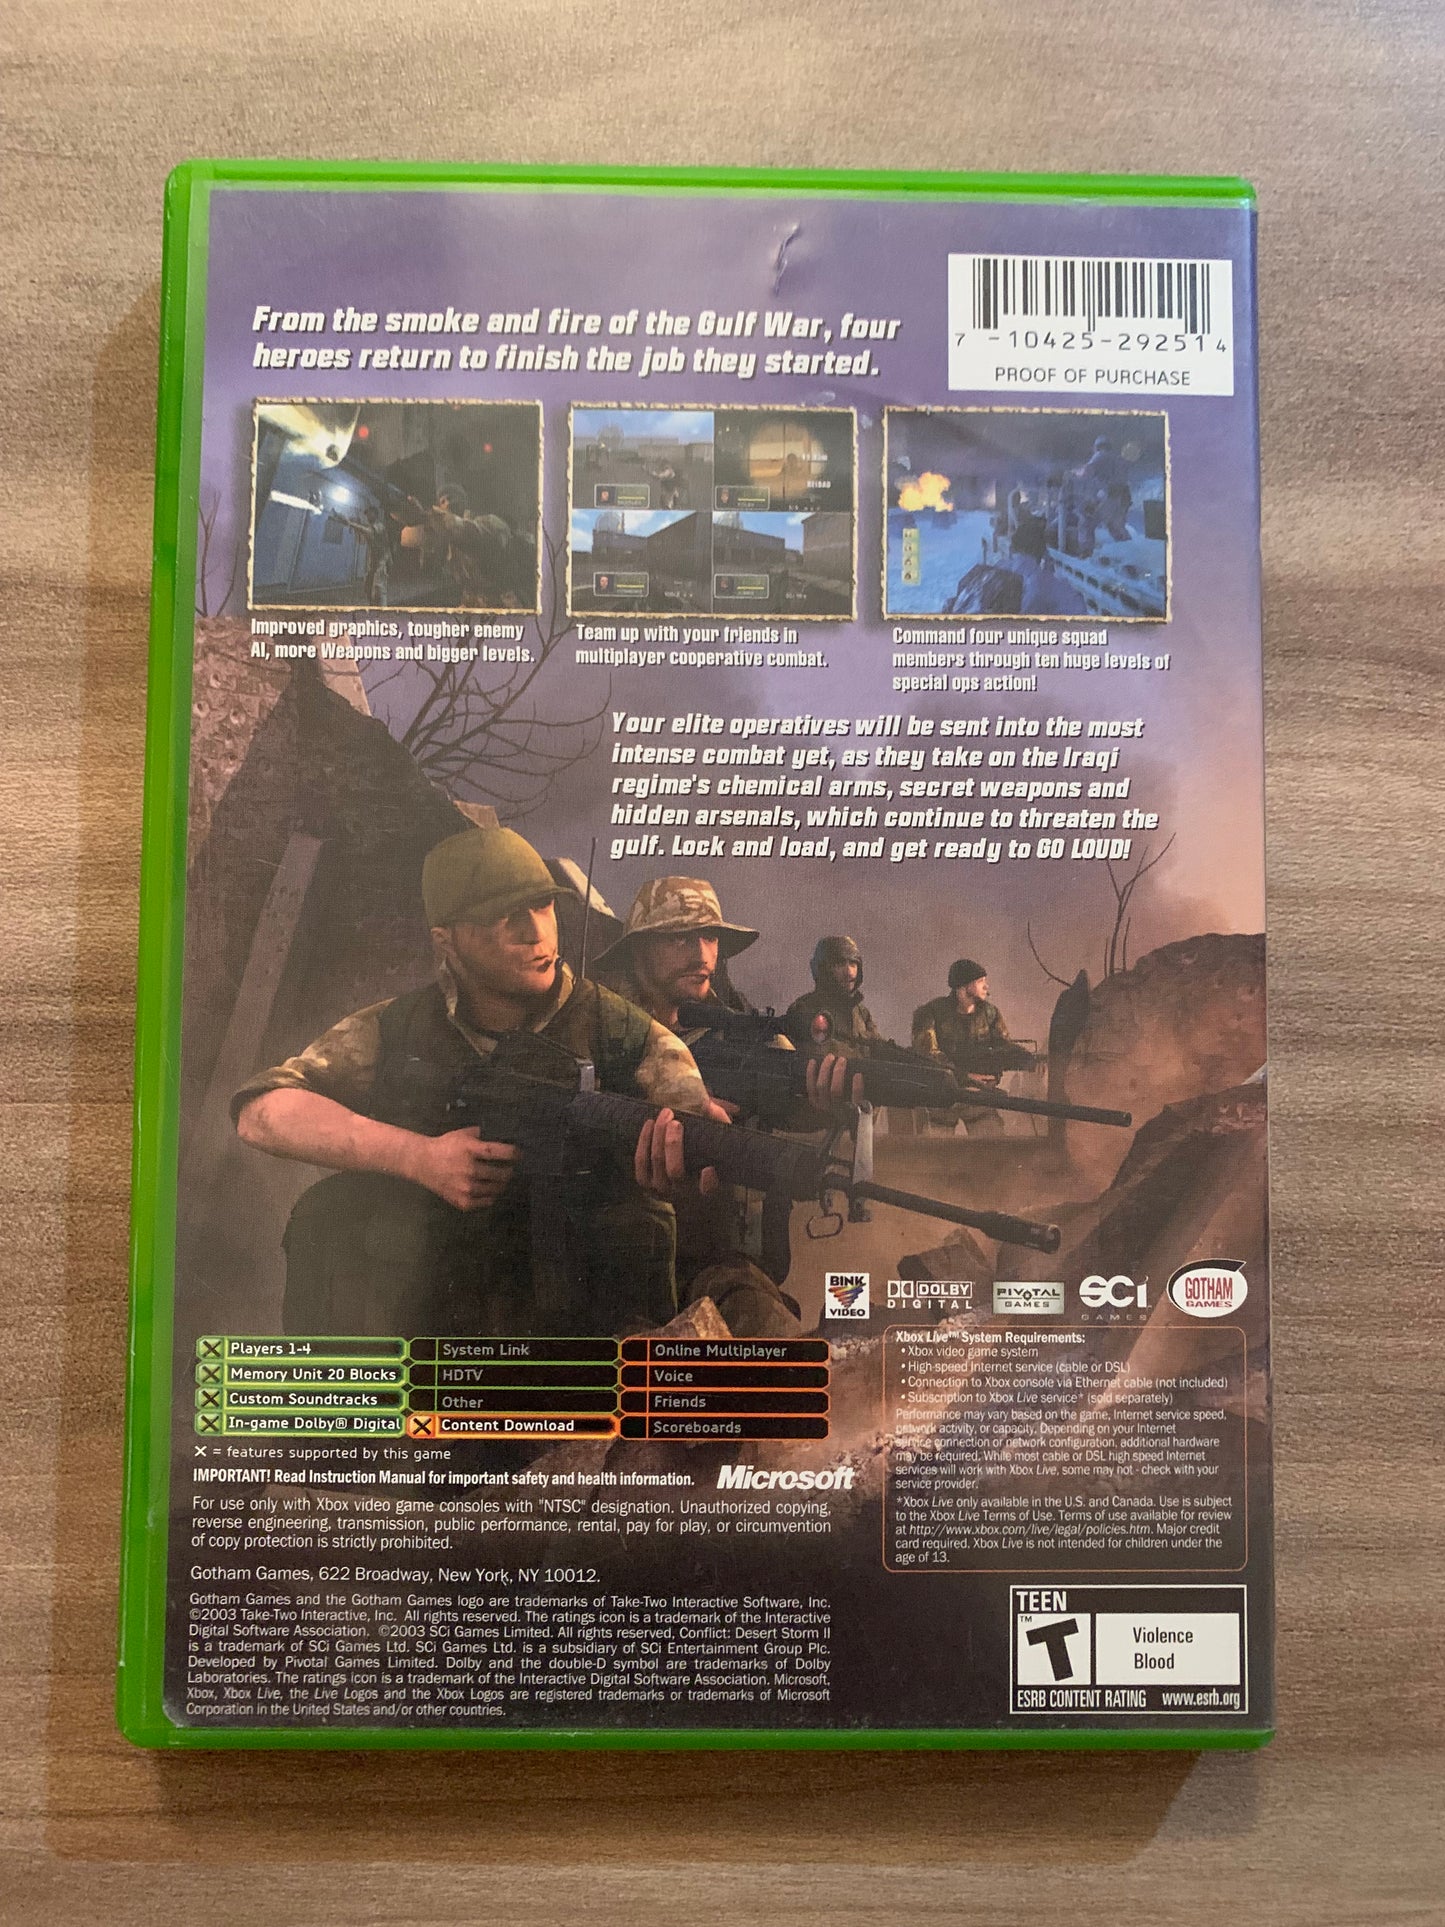 From the smoke and fire of the Gulf War, four
heroes return to finish the job they started.
7 -10425-29251 4
PROOF OF PURCHASE
RELOAD
Improved graphics, tougher enemy
AI, more Weapons and bigger levels.
Team up with your friends in
multiplayer cooperative combat.
Command four unique squad
members through ten huge levels of
special ops action!
Your elite operatives will be sent into the most
intense combat yet, as they take on the Iraqi
regime's chemical arms, secret weapons and
hidden arsenals, which continue to threaten the
gulf. Lock and load, and get ready to GO LOUD!
BINK
VIDEO
DOLBY
DIGITAL
PIVOTAL
GAMES
SCi
GAMES
GOTHAM
GAMES
Players 1-4
Memory Unit 20 Blocks
Custom Soundtracks
In-game Dolby® Digital
System Link
HDTV
Other
Content Download
Online Multiplayer
Voice
Friends
Scoreboards
X = features supported by this game
IMPORTANT! Read Instruction Manual for important safety and health information.
Microsoft
For use only with Xbox video game consoles with "NTSC" designation. Unauthorized copying,
reverse engineering, transmission, public performance, rental, pay for play, or circumvention
of copy protection is strictly prohibited.
Gotham Games, 622 Broadway, New York, NY 10012.
Gotham Games and the Gotham Games logo are trademarks of Take-Two Interactive Software, Inc.
©2003 Take-Two Interactive, Inc. All rights reserved. The ratings icon is a trademark of the Interactive
Digital Software Association. ©2003 SCi Games Limited. All rights reserved, Conflict: Desert Storm II
is a trademark of SCi Games Ltd. SCi Games Ltd. is a subsidiary of SCi Entertainment Group Plc.
Developed by Pivotal Games Limited. Dolby and the double-D symbol are trademarks of Dolby
Laboratories. The ratings icon is a trademark of the Interactive Digital Software Association. Microsoft,
Xbox, Xbox Live, the Live Logos and the Xbox Logos are registered trademarks or trademarks of Microsoft
Corporation in the United States and/or other countries.
Xbox Live™ System Requirements:
• Xbox video game system
• High-speed Internet service (cable or DSL)
• Connection to Xbox console via Ethernet cable (not included)
• Subscription to Xbox Live service* (sold separately)
Performance may vary based on the game, Internet service speed,
network activity, or capacity. Depending on your Internet
service connection or network configuration, additional hardware
may be required. While most cable or DSL high speed Internet
services will work with Xbox Live, some may not - check with your
service provider.
*Xbox Live only available in the U.S. and Canada. Use is subject
to the Xbox Live Terms of Use. Terms of use available for review
at http://www.xbox.com/live/legal/policies.htm. Major credit
card required. Xbox Live is not intended for children under the
age of 13.
TEEN
T
TM
Violence
Blood
ESRB CONTENT RATING www.esrb.org